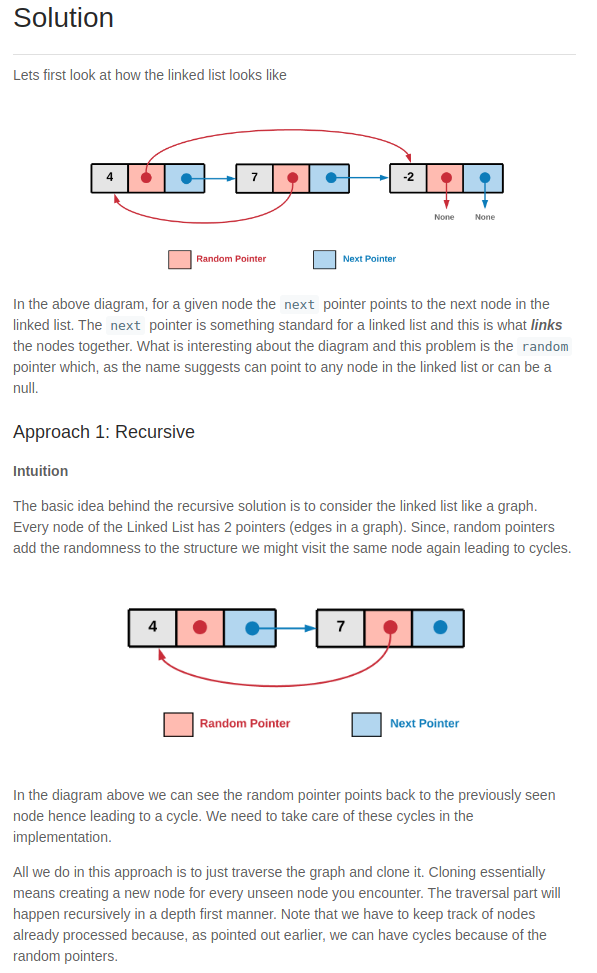 Solution
Lets first look at how the linked list looks like
4
7
-2
None
None
Random Pointer
Next Pointer
In the above diagram, for a given node the next pointer points to the next node in the
linked list. The next pointer is something standard for a linked list and this is what links
the nodes together. What is interesting about the diagram and this problem is the random
pointer which, as the name suggests can point to any node in the linked list or can be a
null.
Approach 1: Recursive
Intuition
The basic idea behind the recursive solution is to consider the linked list like a graph.
Every node of the Linked List has 2 pointers (edges in a graph). Since, random pointers
add the randomness to the structure we might visit the same node again leading to cycles.
4
7
Random Pointer
Next Pointer
In the diagram above we can see the random pointer points back to the previously seen
node hence leading to a cycle. We need to take care of these cycles in the
implementation.
All we do in this approach is to just traverse the graph and clone it. Cloning essentially
means creating a new node for every unseen node you encounter. The traversal part will
happen recursively in a depth first manner. Note that we have to keep track of nodes
already processed because, as pointed out earlier, we can have cycles because of the
random pointers.